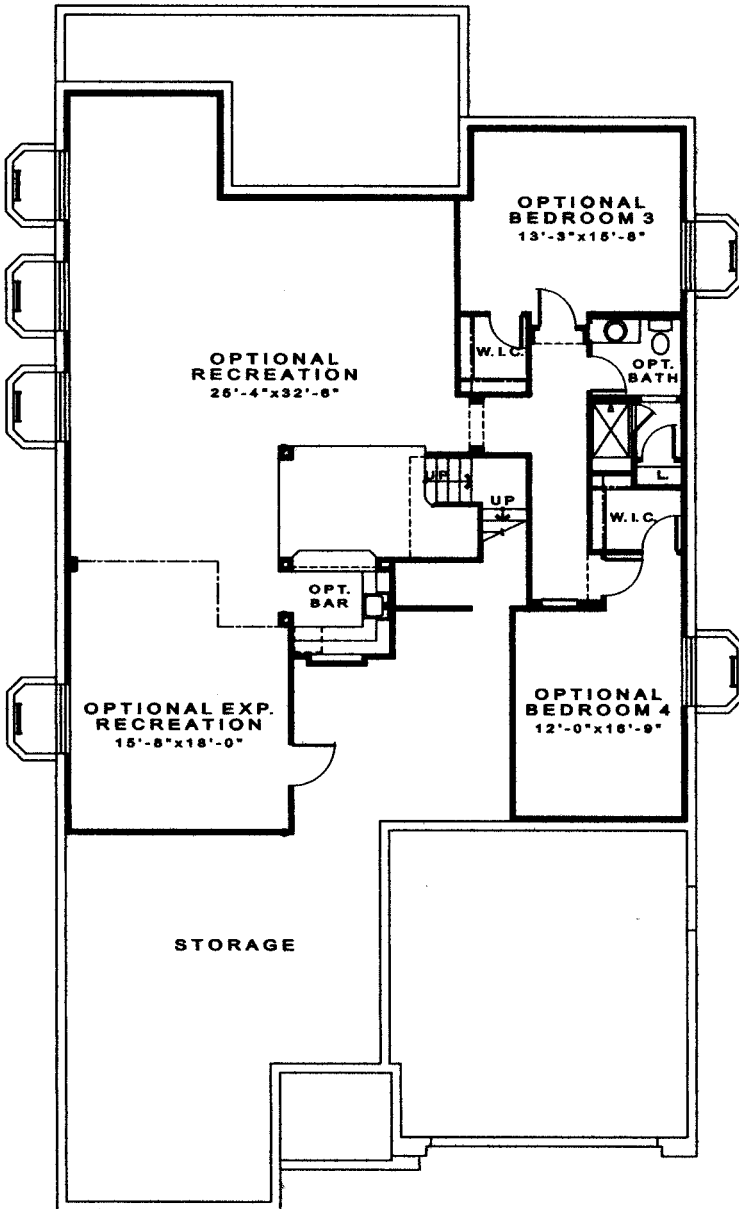 OPTIONAL
BEDROOM 3
13'-3"x15'-8"
W.I.C.
OPT.
BATH
OPTIONAL
RECREATION
25'-4"x32'-6"
UP
UP
L.
W.I.C.
OPT.
BAR
OPTIONAL EXP.
RECREATION
15'-8"x18'-0"
OPTIONAL
BEDROOM 4
12'-0"x16'-9"
STORAGE